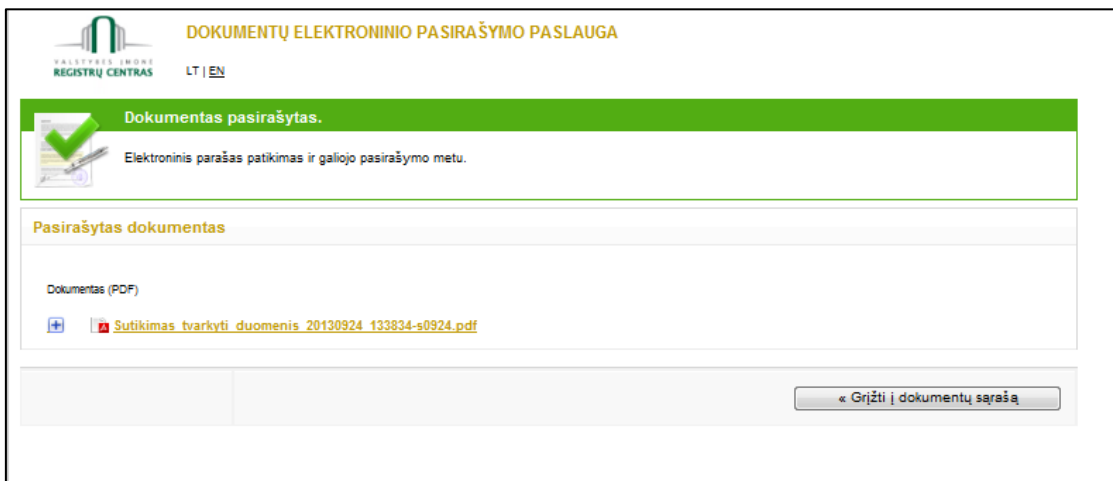 DOKUMENTŲ ELEKTRONINIO PASIRAŠYMO PASLAUGA
VALSTYBĖS ĮMONĖ
REGISTRŲ CENTRAS
LT | EN
Dokumentas pasirašytas.
Elektroninis parašas patikimas ir galiojo pasirašymo metu.
Pasirašytas dokumentas
Dokumentas (PDF)
Sutikimas_tvarkyti_duomenis_20130924_133834-s0924.pdf
« Grįžti į dokumentų sąrašą